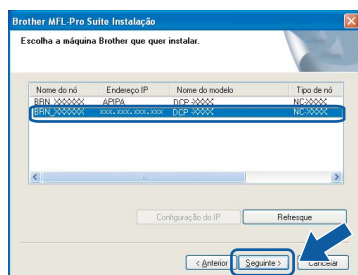 Brother MFL-Pro Suite Instalação
Escolha a máquina Brother que quer instalar.
Nome do nó Endereço IP Nome do modelo Tipo de nó
BRN_XXXXXX APIPA DCP-XXXX NC-XXXX
BRN_XXXXXX xxx.xxx.xxx.xxx DCP-XXXX NC-XXXX
Configuração do IP Refresque
< Anterior Seguinte > Cancelar